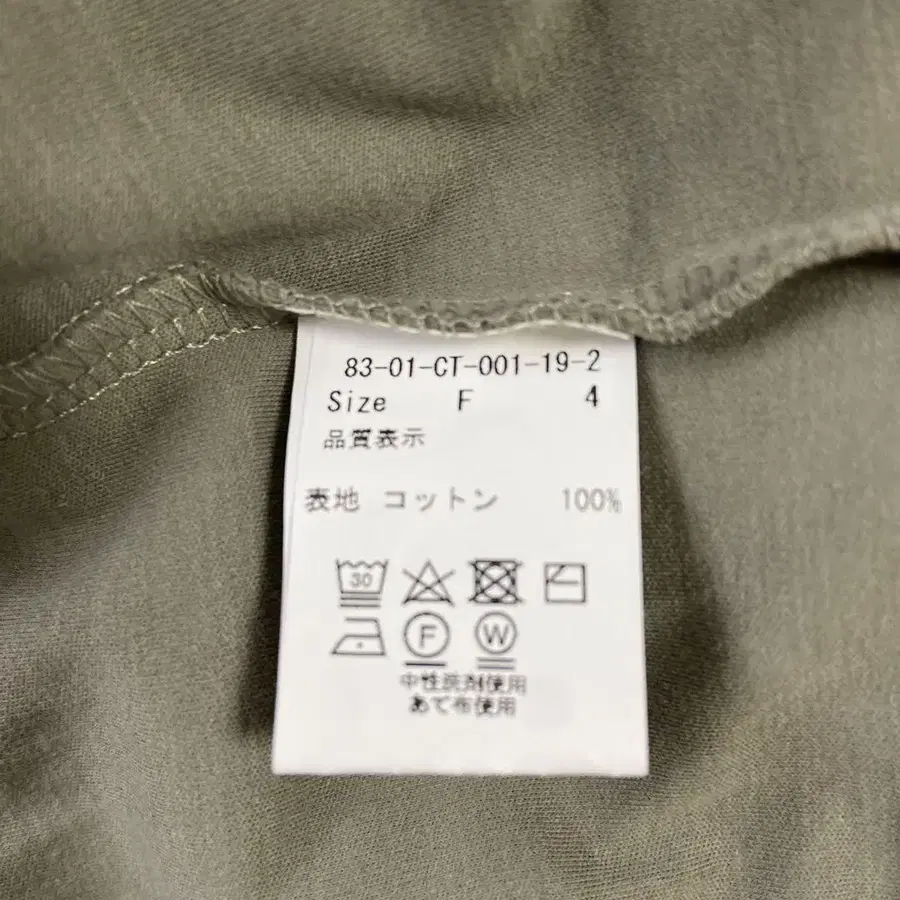 83-01-CT-001-19-2
Size F 4
品質表示
表地 コットン 100%
30
F W
中性洗剤使用
あて布使用